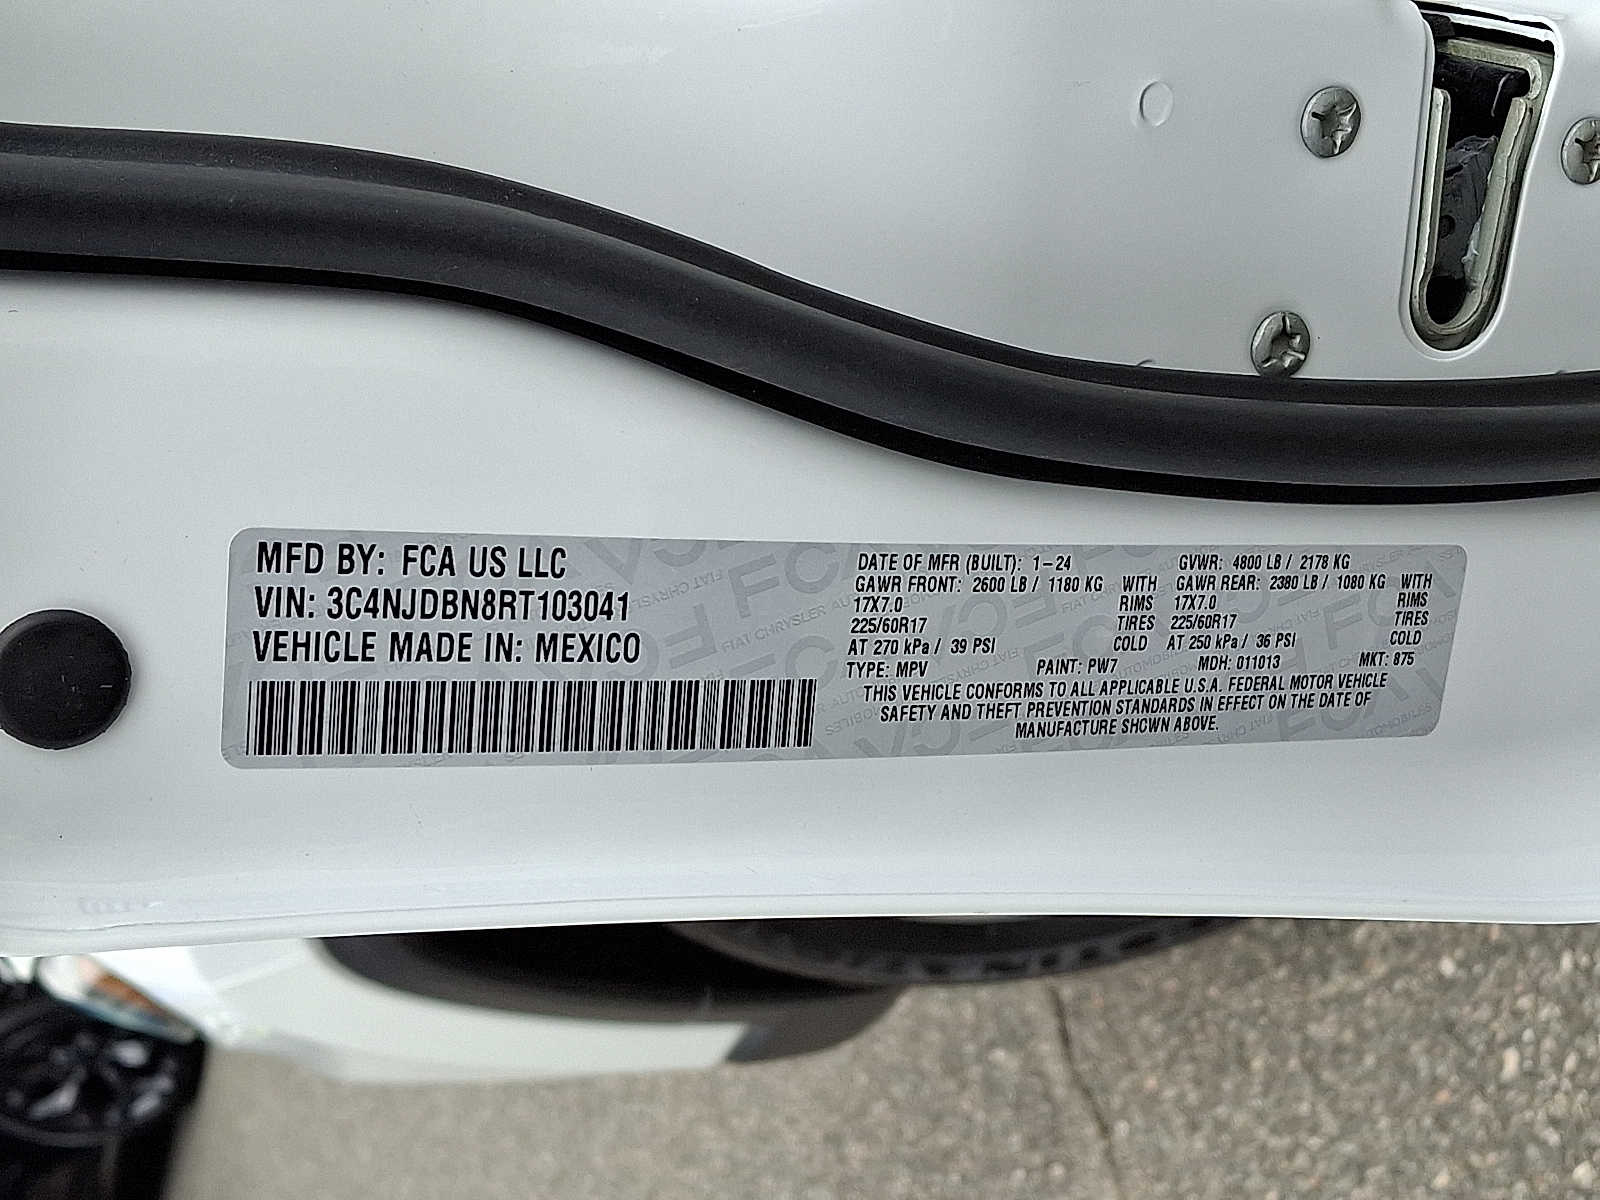 MFD BY: FCA US LLC
VIN: 3C4NJDBN8RT103041
VEHICLE MADE IN: MEXICO
DATE OF MFR (BUILT): 1-24 GVWR: 4800 LB / 2178 KG
GAWR FRONT: 2600 LB / 1180 KG WITH GAWR REAR: 2380 LB / 1080 KG WITH
17X7.0 RIMS 17X7.0 RIMS
225/60R17 TIRES 225/60R17 TIRES
AT 270 kPa / 39 PSI COLD AT 250 kPa / 36 PSI COLD
TYPE: MPV PAINT: PW7 MDH: 011013 MKT: 875
THIS VEHICLE CONFORMS TO ALL APPLICABLE U.S.A. FEDERAL MOTOR VEHICLE
SAFETY AND THEFT PREVENTION STANDARDS IN EFFECT ON THE DATE OF
MANUFACTURE SHOWN ABOVE.